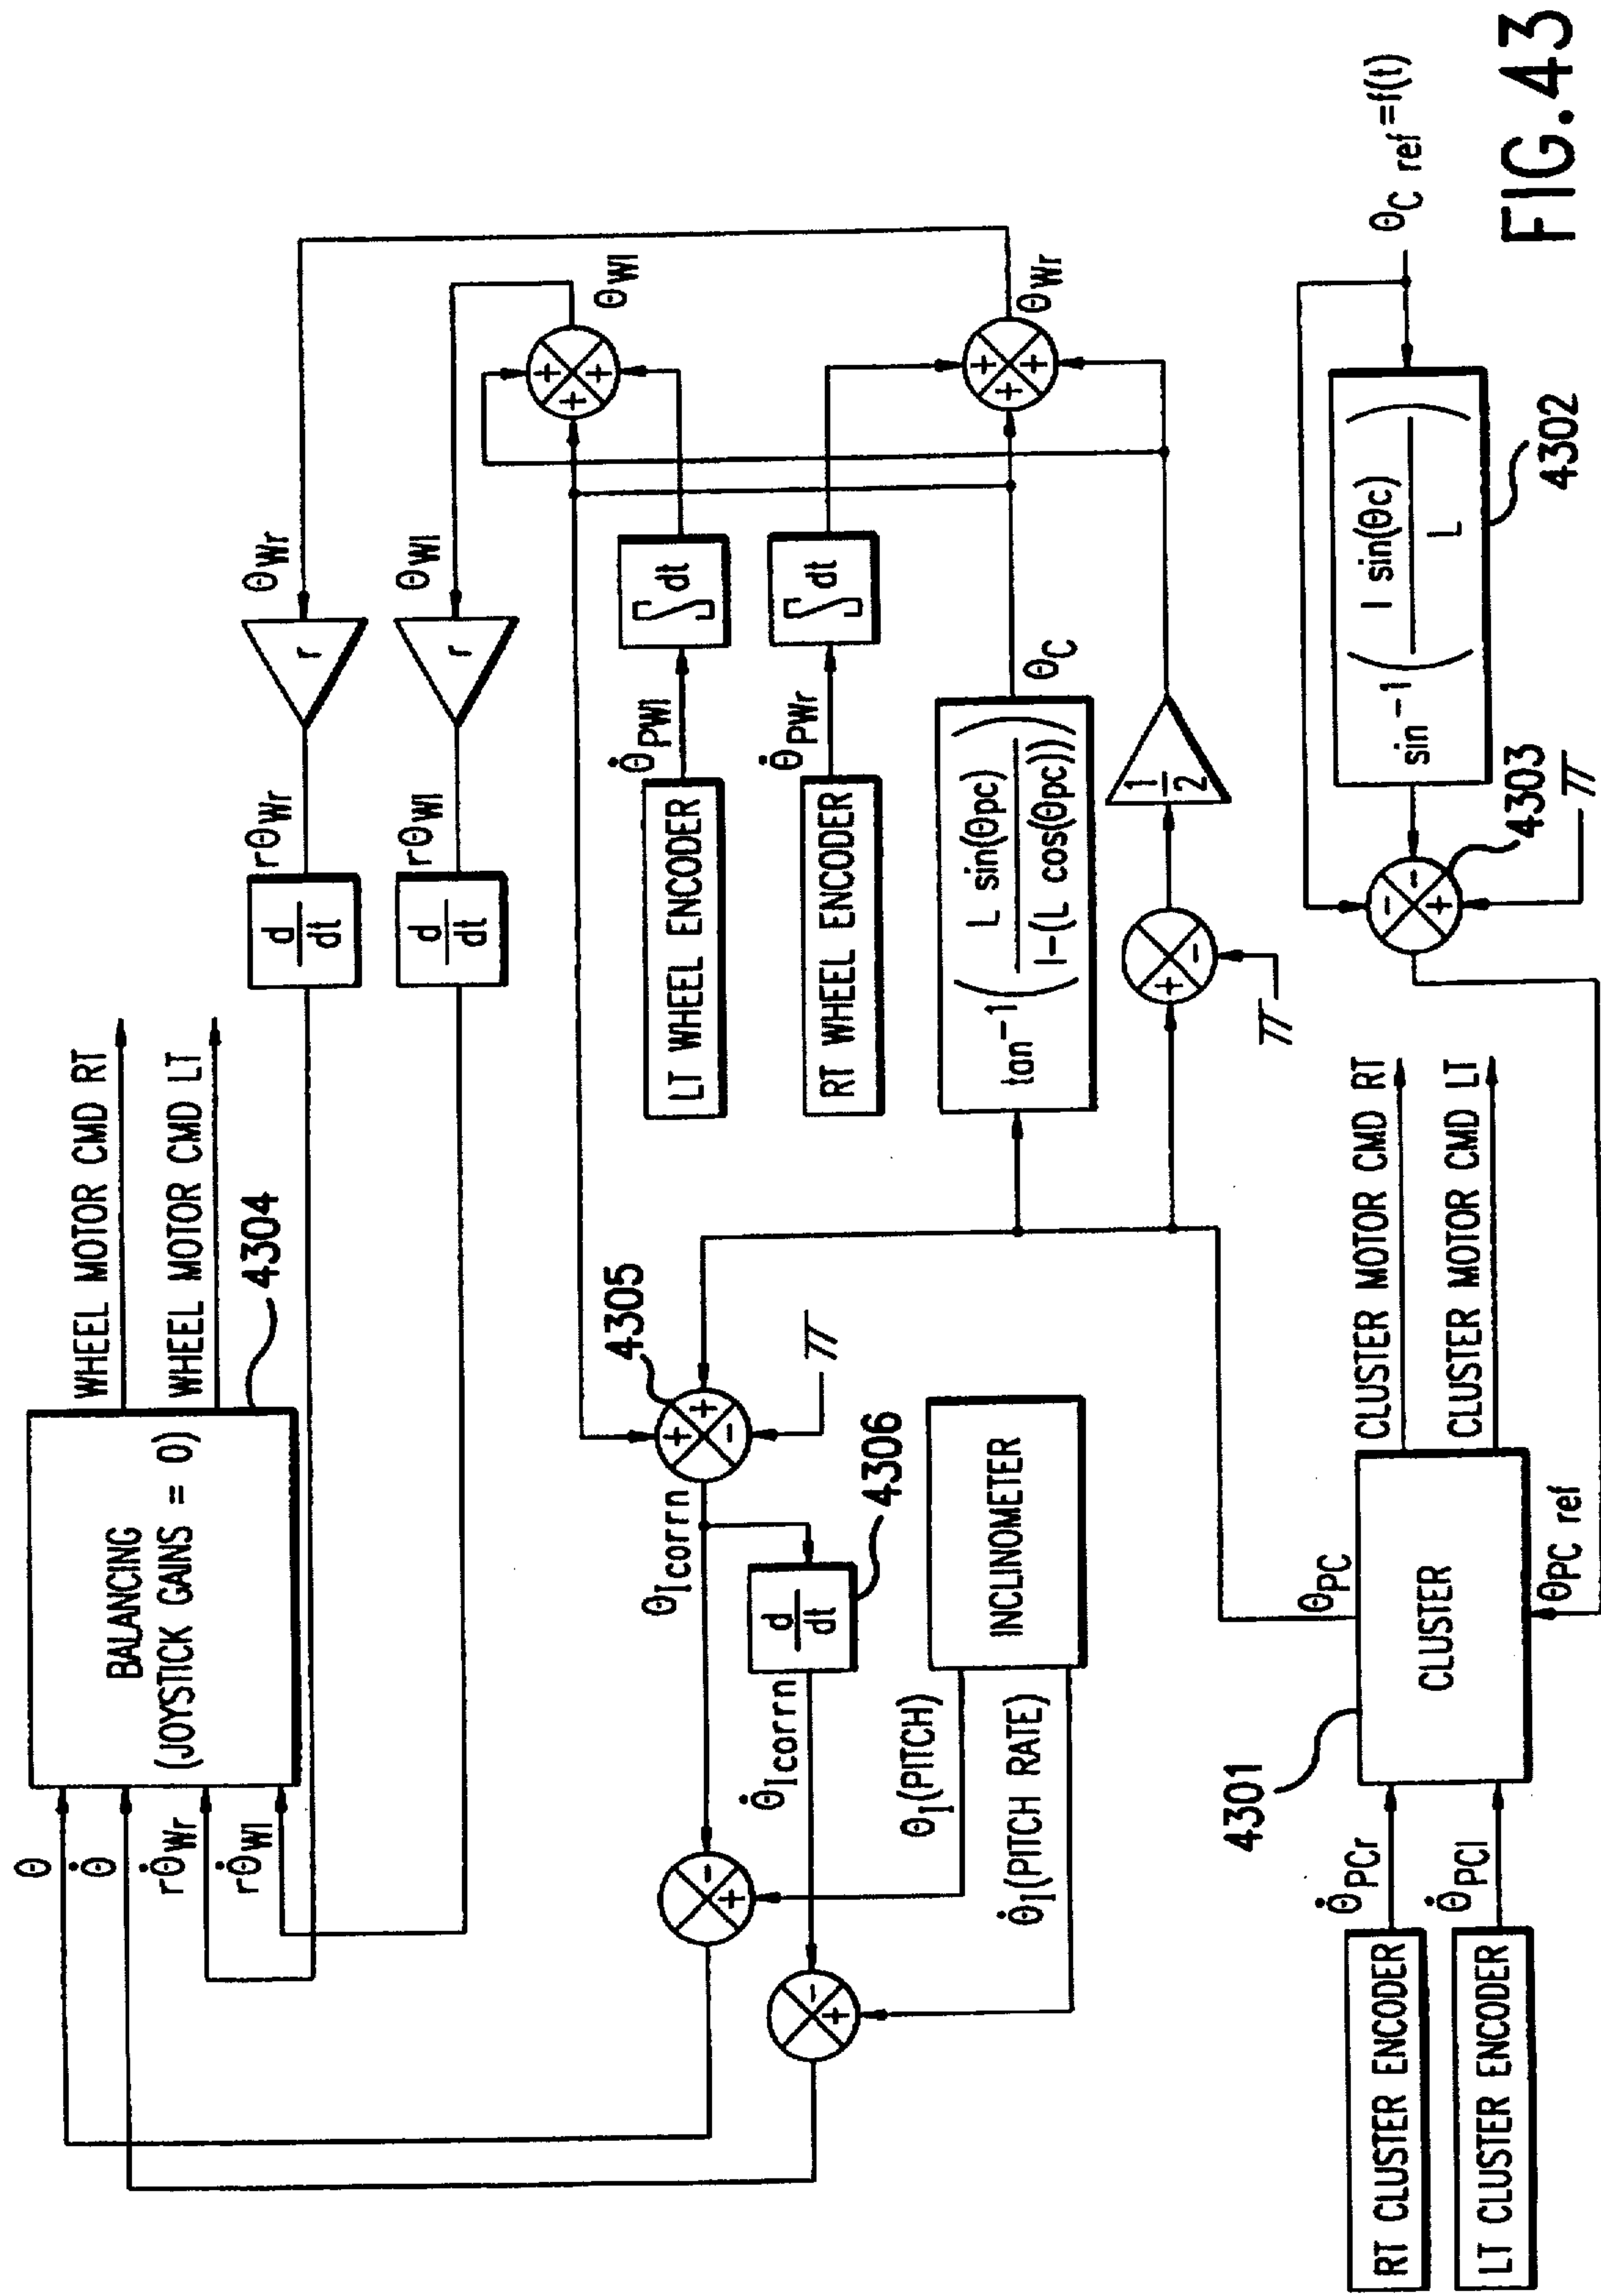 WHEEL MOTOR CMD RT
WHEEL MOTOR CMD LT
4304
BALANCING
(JOYSTICK GAINS = 0)
θ
θ̇
rθ̇Wr
rθ̇Wl
d
dt
rθWr
r
θWr
d
dt
rθWl
r
θWl
θWl
+
+
+
4305
+
+
-
π
θIcorrn
4306
d
dt
θ̇Icorrn
-
+
-
+
INCLINOMETER
θI(PITCH)
θ̇I(PITCH RATE)
LT WHEEL ENCODER
θ̇PWl
∫dt
RT WHEEL ENCODER
θ̇PWr
∫dt
θWr
+
+
+
tan⁻¹ ( L sin(θpc)
l-(L cos(θpc)) )
θC
+
-
π
1
2
RT CLUSTER ENCODER
θ̇PCr
LT CLUSTER ENCODER
θ̇PCl
4301
CLUSTER
θPC
θPC ref
CLUSTER MOTOR CMD RT
CLUSTER MOTOR CMD LT
4303
-
-
+
π
sin⁻¹ ( l sin(θc)
L )
4302
θC ref =f(t)
FIG.43